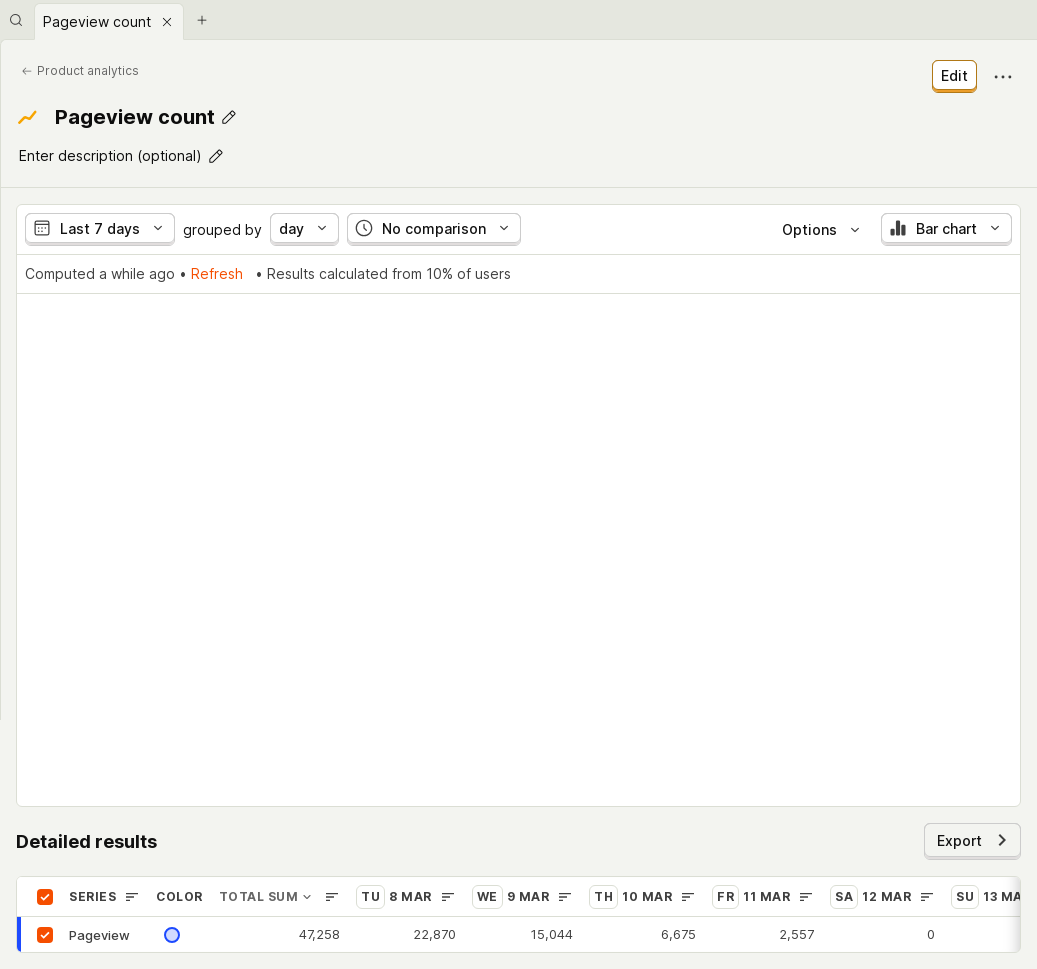 Pageview count
Product analytics
Edit
Pageview count
Enter description (optional)
Last 7 days grouped by day No comparison Options Bar chart
Computed a while ago • Refresh • Results calculated from 10% of users
Detailed results
Export
SERIES COLOR TOTAL SUM TU 8 MAR WE 9 MAR TH 10 MAR FR 11 MAR SA 12 MAR SU 13 MA
Pageview 47,258 22,870 15,044 6,675 2,557 0